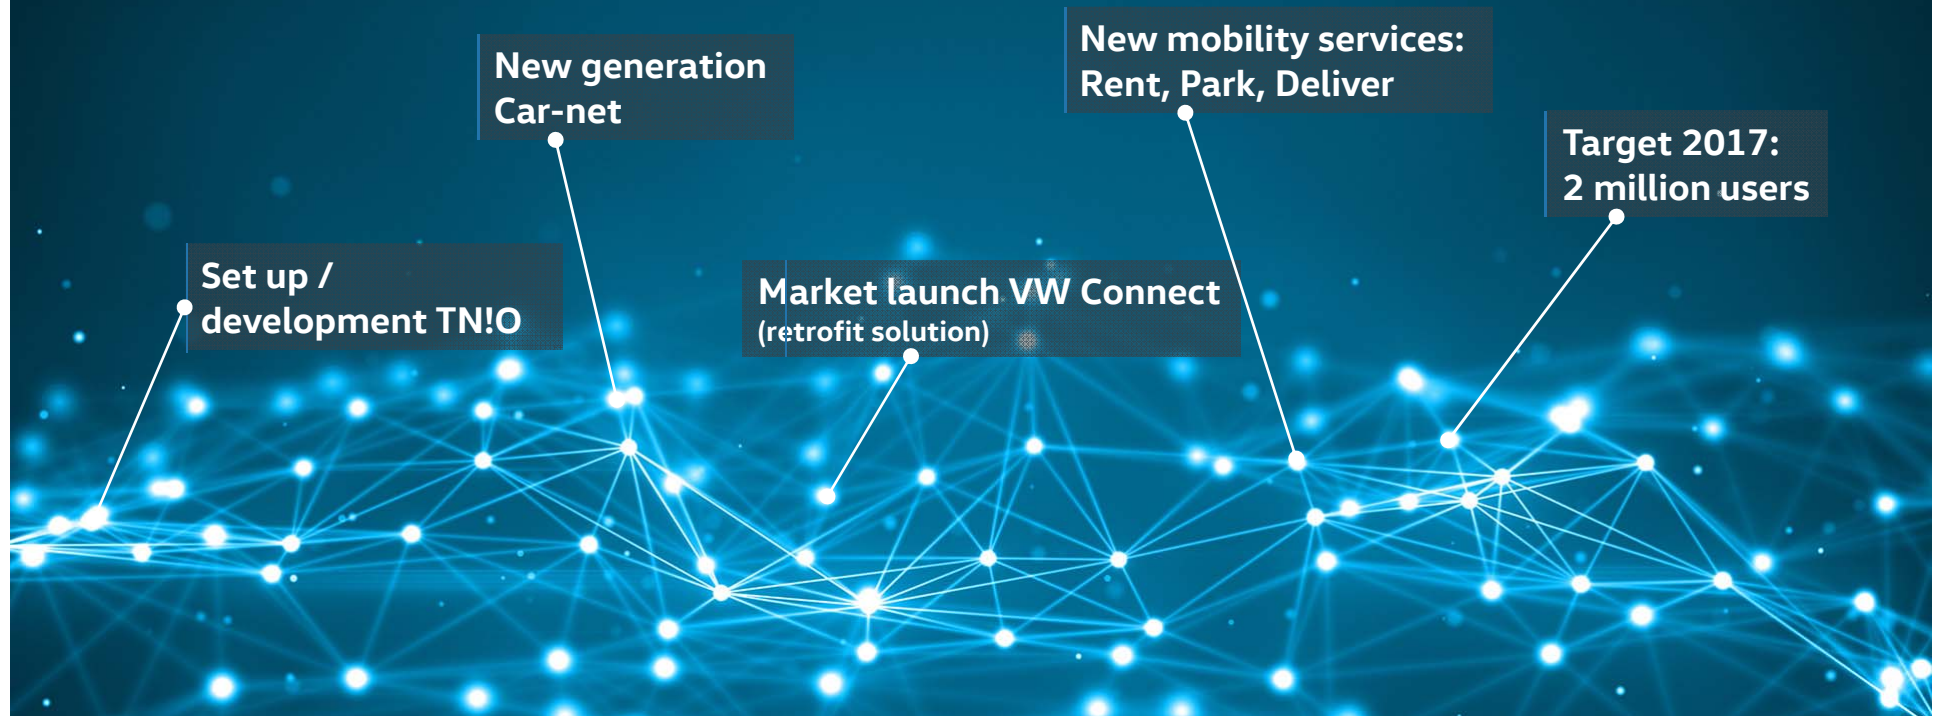 New generation
Car-net
New mobility services:
Rent, Park, Deliver
Target 2017:
2 million users
Set up /
development TN!O
Market launch VW Connect
(retrofit solution)